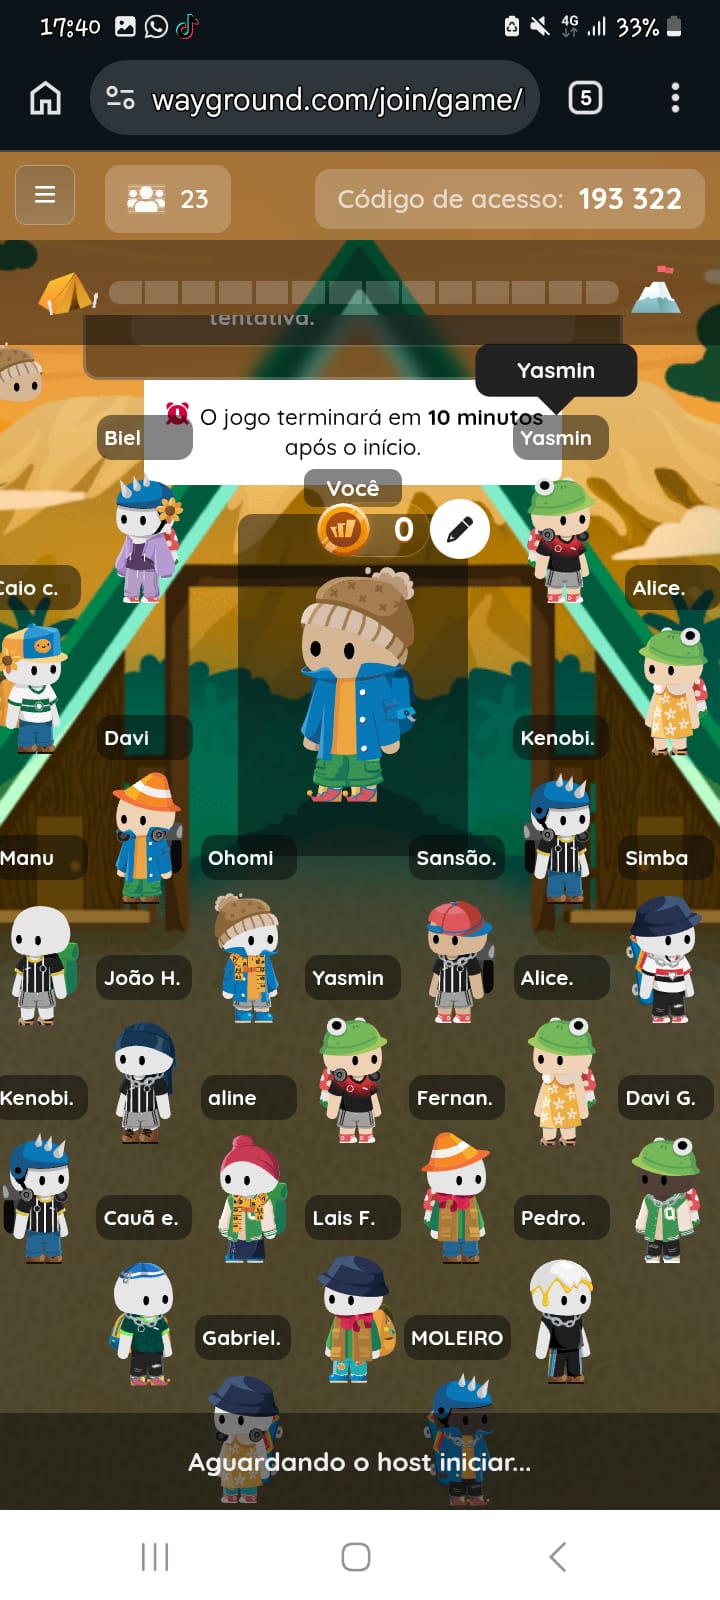 17:40
4G
33%
wayground.com/join/game/
5
23
Código de acesso: 193 322
tentativa.
Yasmin
O jogo terminará em 10 minutos
após o início.
Biel
Yasmin
Você
0
Caio c.
Alice.
Davi
Kenobi.
Manu
Ohomi
Sansão.
Simba
João H.
Yasmin
Alice.
Kenobi.
aline
Fernan.
Davi G.
Cauã e.
Lais F.
Pedro.
Gabriel.
MOLEIRO
Aguardando o host iniciar...